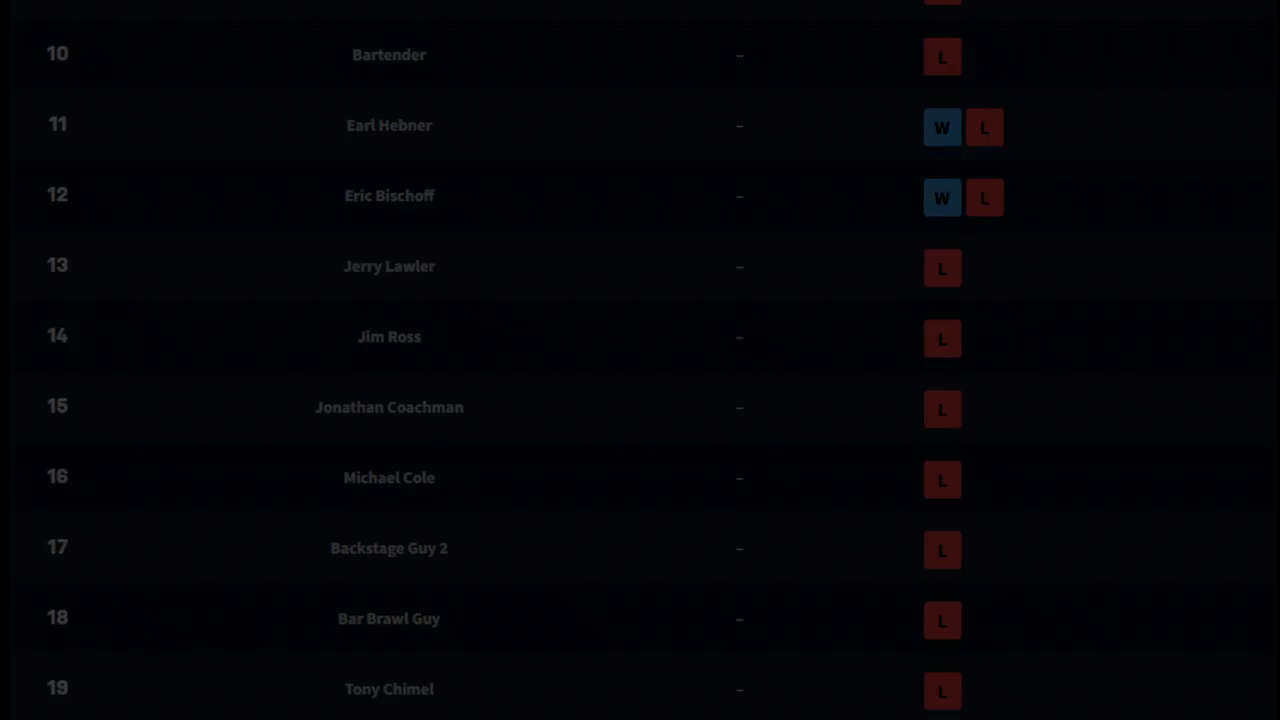 10 Bartender – L
11 Earl Hebner – W L
12 Eric Bischoff – W L
13 Jerry Lawler – L
14 Jim Ross – L
15 Jonathan Coachman – L
16 Michael Cole – L
17 Backstage Guy 2 – L
18 Bar Brawl Guy – L
19 Tony Chimel – L